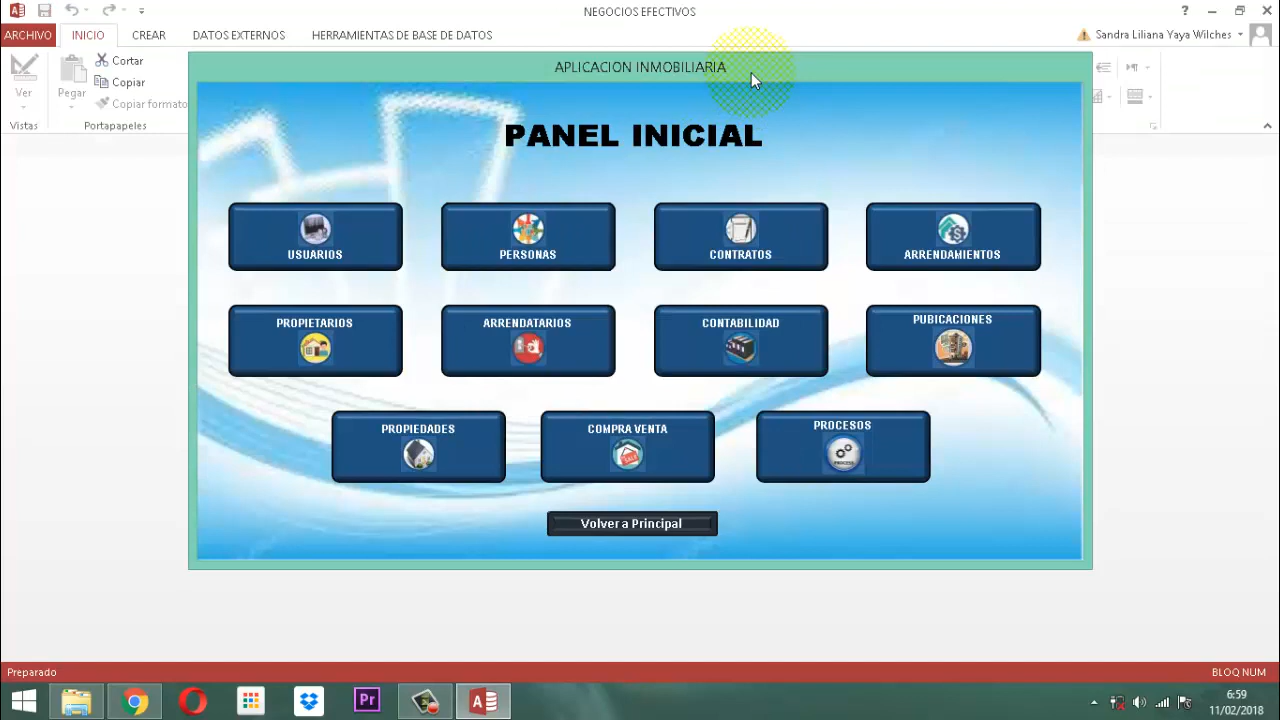 NEGOCIOS EFECTIVOS
?
ARCHIVO
INICIO
CREAR
DATOS EXTERNOS
HERRAMIENTAS DE BASE DE DATOS
Sandra Liliana Yaya Wilches
Ver
Pegar
Cortar
Copiar
Copiar formato
Vistas
Portapapeles
APLICACION INMOBILIARIA
PANEL INICIAL
USUARIOS
PERSONAS
CONTRATOS
ARRENDAMIENTOS
PROPIETARIOS
ARRENDATARIOS
CONTABILIDAD
PUBICACIONES
PROPIEDADES
COMPRA VENTA
PROCESOS
Volver a Principal
Preparado
BLOQ NUM
Pr
6:59
11/02/2018